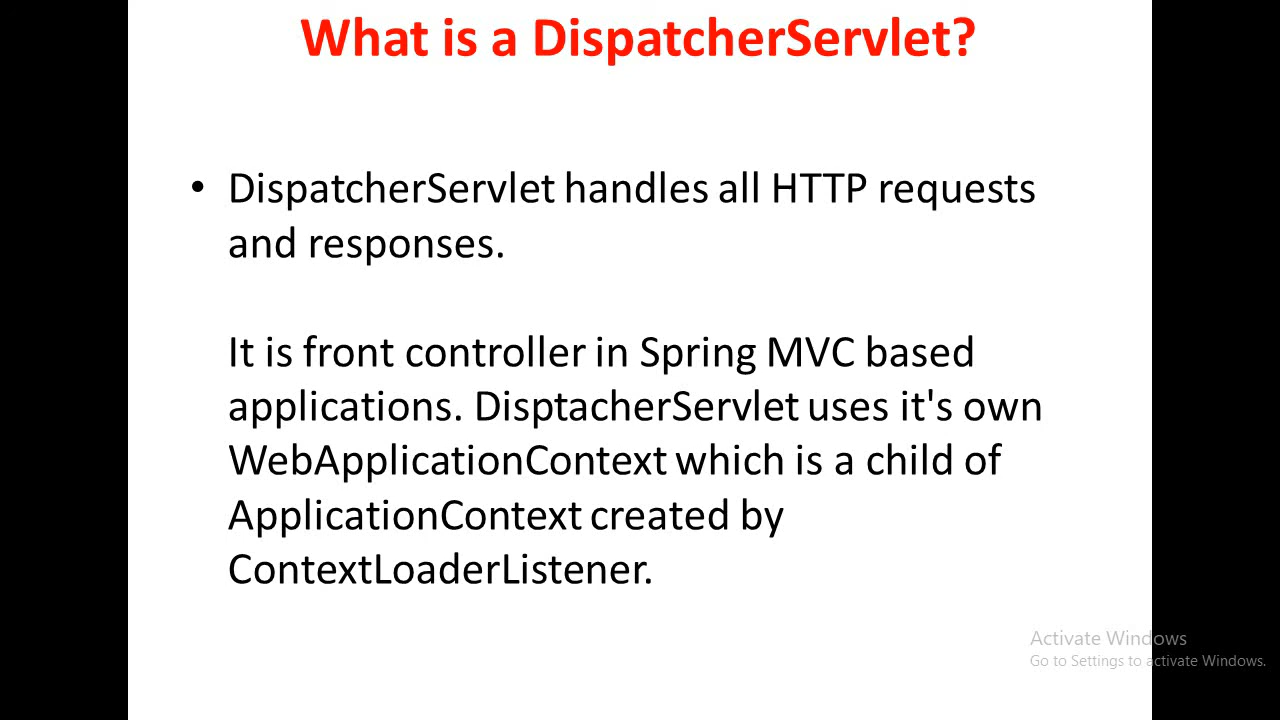 What is a DispatcherServlet?
• DispatcherServlet handles all HTTP requests
and responses.
It is front controller in Spring MVC based
applications. DisptacherServlet uses it's own
WebApplicationContext which is a child of
ApplicationContext created by
ContextLoaderListener.
Activate Windows
Go to Settings to activate Windows.